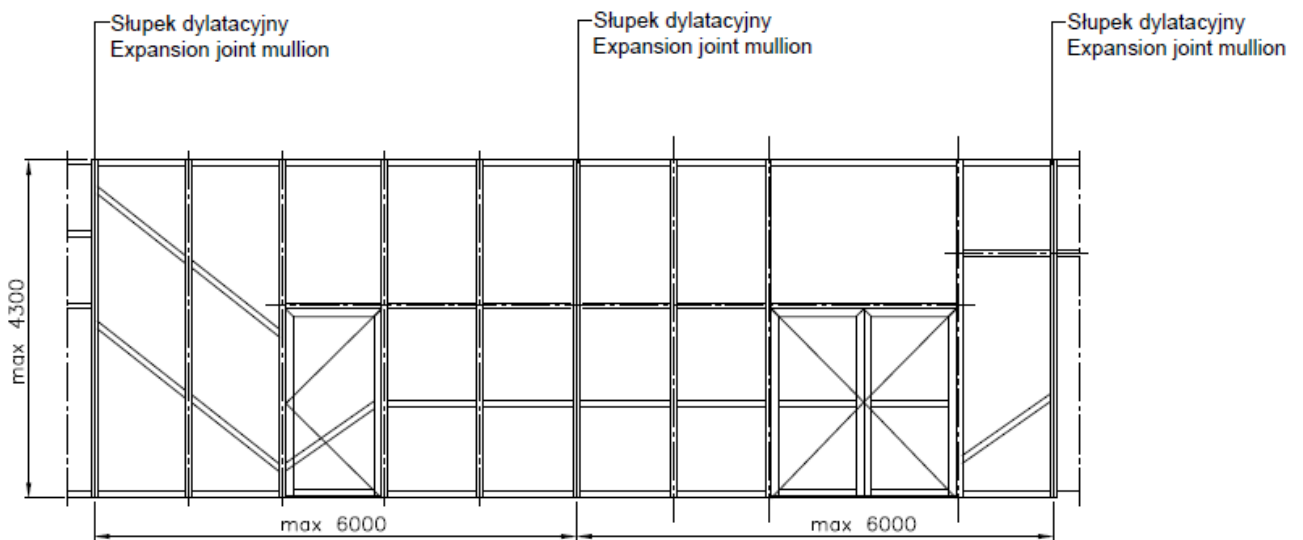 Słupek dylatacyjny
Expansion joint mullion
Słupek dylatacyjny
Expansion joint mullion
Słupek dylatacyjny
Expansion joint mullion
max 4300
max 6000
max 6000